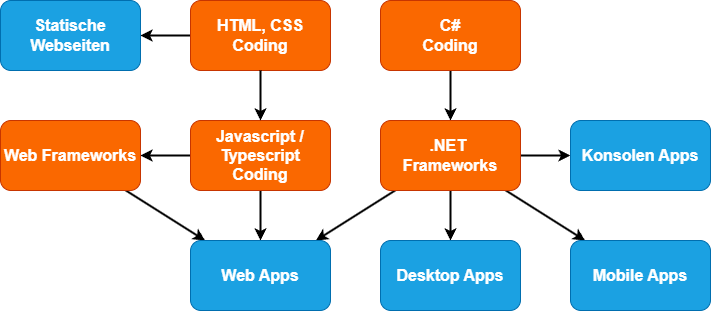 Statische
Webseiten
HTML, CSS
Coding
C#
Coding
Web Frameworks
Javascript /
Typescript
Coding
.NET
Frameworks
Konsolen Apps
Web Apps
Desktop Apps
Mobile Apps